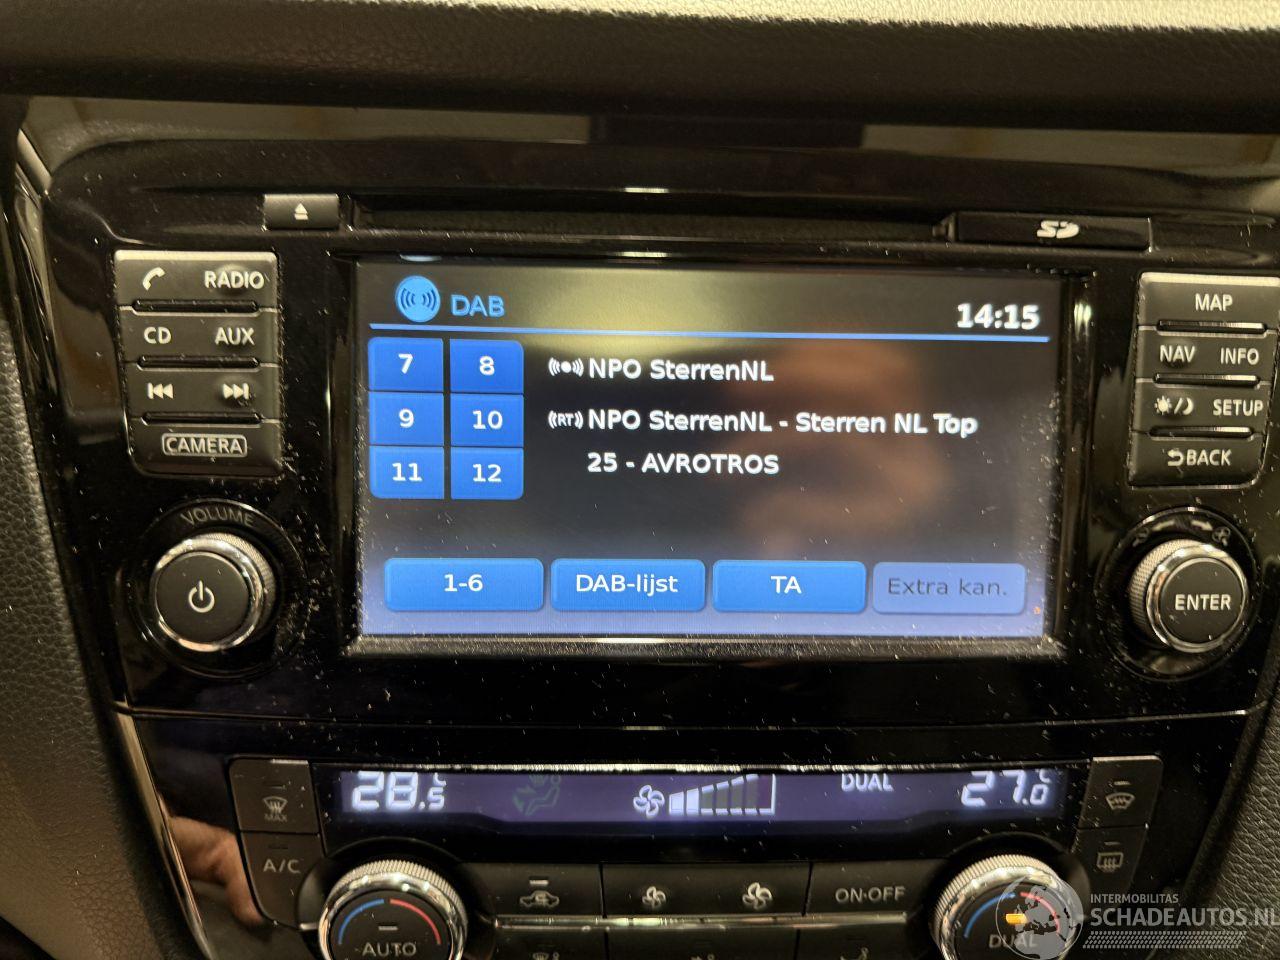 RADIO
CD AUX
CAMERA
VOLUME
SD
DAB 14:15
7 8 NPO SterrenNL
9 10 (RT) NPO SterrenNL - Sterren NL Top
11 12 25 - AVROTROS
1-6 DAB-lijst TA Extra kan.
MAP
NAV INFO
SETUP
BACK
ENTER
28.5°C DUAL 27.0°C
MAX
A/C ON·OFF
AUTO DUAL
INTERMOBILITAS
SCHADEAUTOS.NL